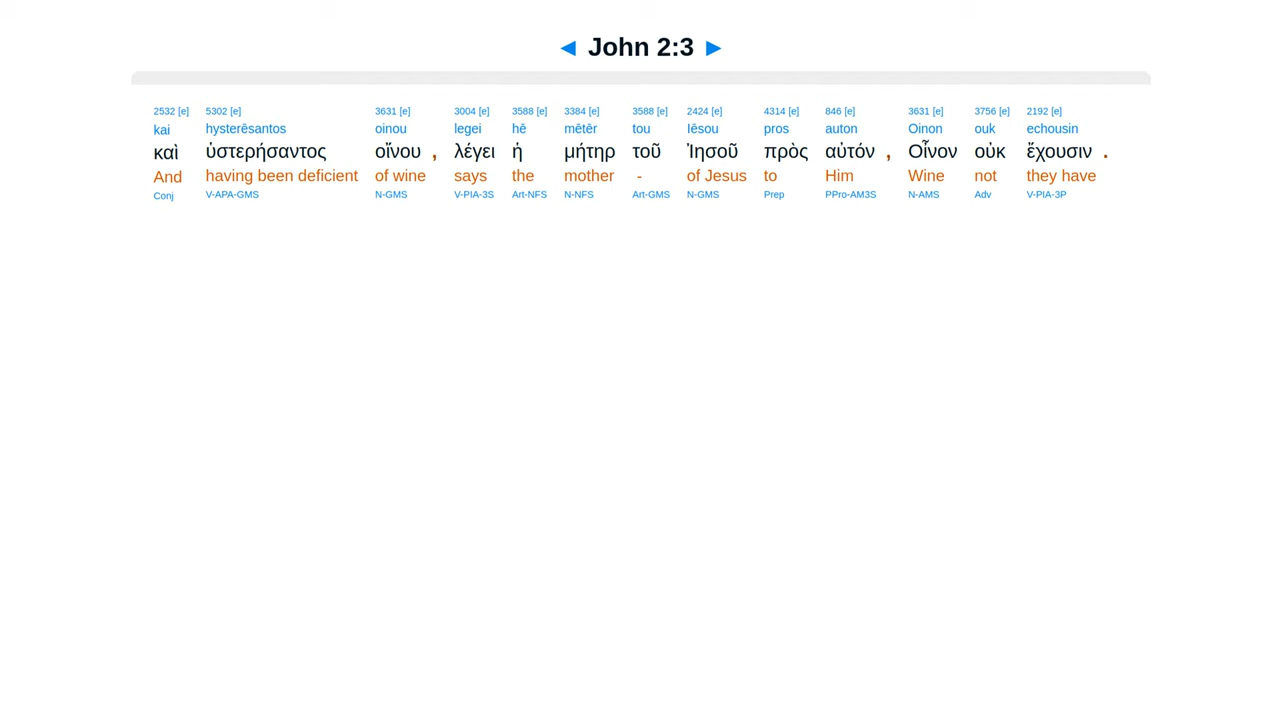 ◄ John 2:3 ►
2532 [e] 5302 [e] 3631 [e] 3004 [e] 3588 [e] 3384 [e] 3588 [e] 2424 [e] 4314 [e] 846 [e] 3631 [e] 3756 [e] 2192 [e]
kai hysterēsantos oinou legei hē mētēr tou Iēsou pros auton Oinon ouk echousin
καὶ ὑστερήσαντος οἴνου , λέγει ἡ μήτηρ τοῦ Ἰησοῦ πρὸς αὐτόν , Οἶνον οὐκ ἔχουσιν .
And having been deficient of wine says the mother - of Jesus to Him Wine not they have
Conj V-APA-GMS N-GMS V-PIA-3S Art-NFS N-NFS Art-GMS N-GMS Prep PPro-AM3S N-AMS Adv V-PIA-3P